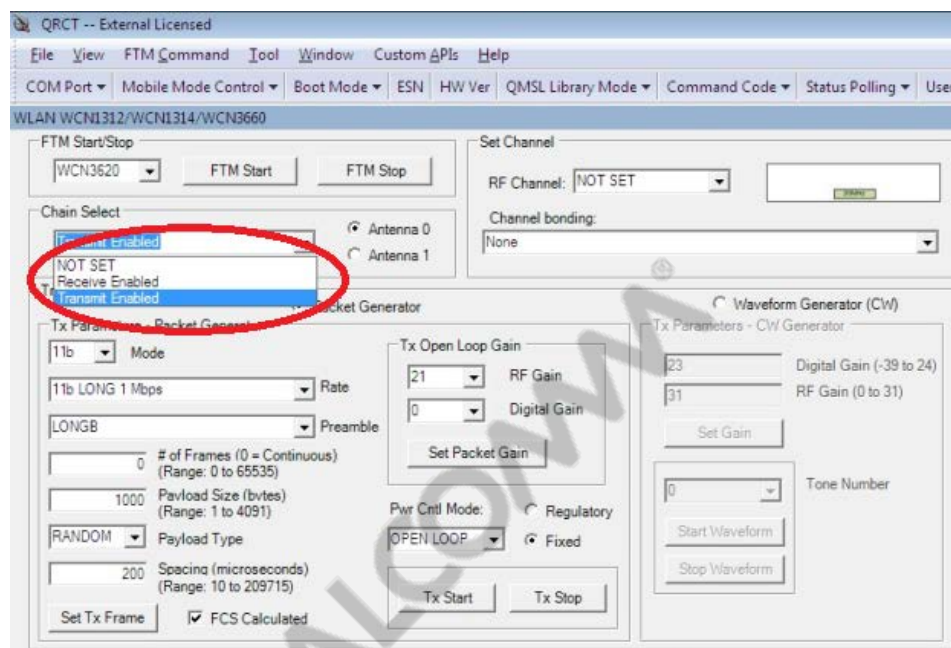 QRCT -- External Licensed
File View FTM Command Tool Window Custom APIs Help
COM Port Mobile Mode Control Boot Mode ESN HW Ver QMSL Library Mode Command Code Status Polling Use
WLAN WCN1312/WCN1314/WCN3660
FTM Start/Stop
WCN3620 FTM Start FTM Stop
Set Channel
RF Channel: NOT SET
Channel bonding:
None
Chain Select
Transmit Enabled
Antenna 0
Antenna 1
NOT SET
Receive Enabled
Transmit Enabled
Packet Generator
Waveform Generator (CW)
Tx Parameters - Packet Generat
11b Mode
11b LONG 1 Mbps Rate
LONGB Preamble
0 # of Frames (0 = Continuous)
(Range: 0 to 65535)
1000 Payload Size (bytes)
(Range: 1 to 4091)
RANDOM Payload Type
200 Spacing (microseconds)
(Range: 10 to 209715)
Set Tx Frame FCS Calculated
Tx Open Loop Gain
21 RF Gain
0 Digital Gain
Set Packet Gain
Pwr Cntl Mode: Regulatory
OPEN LOOP Fixed
Tx Start Tx Stop
Tx Parameters - CW Generator
23 Digital Gain (-39 to 24)
31 RF Gain (0 to 31)
Set Gain
0 Tone Number
Start Waveform
Stop Waveform
ALCOMM®